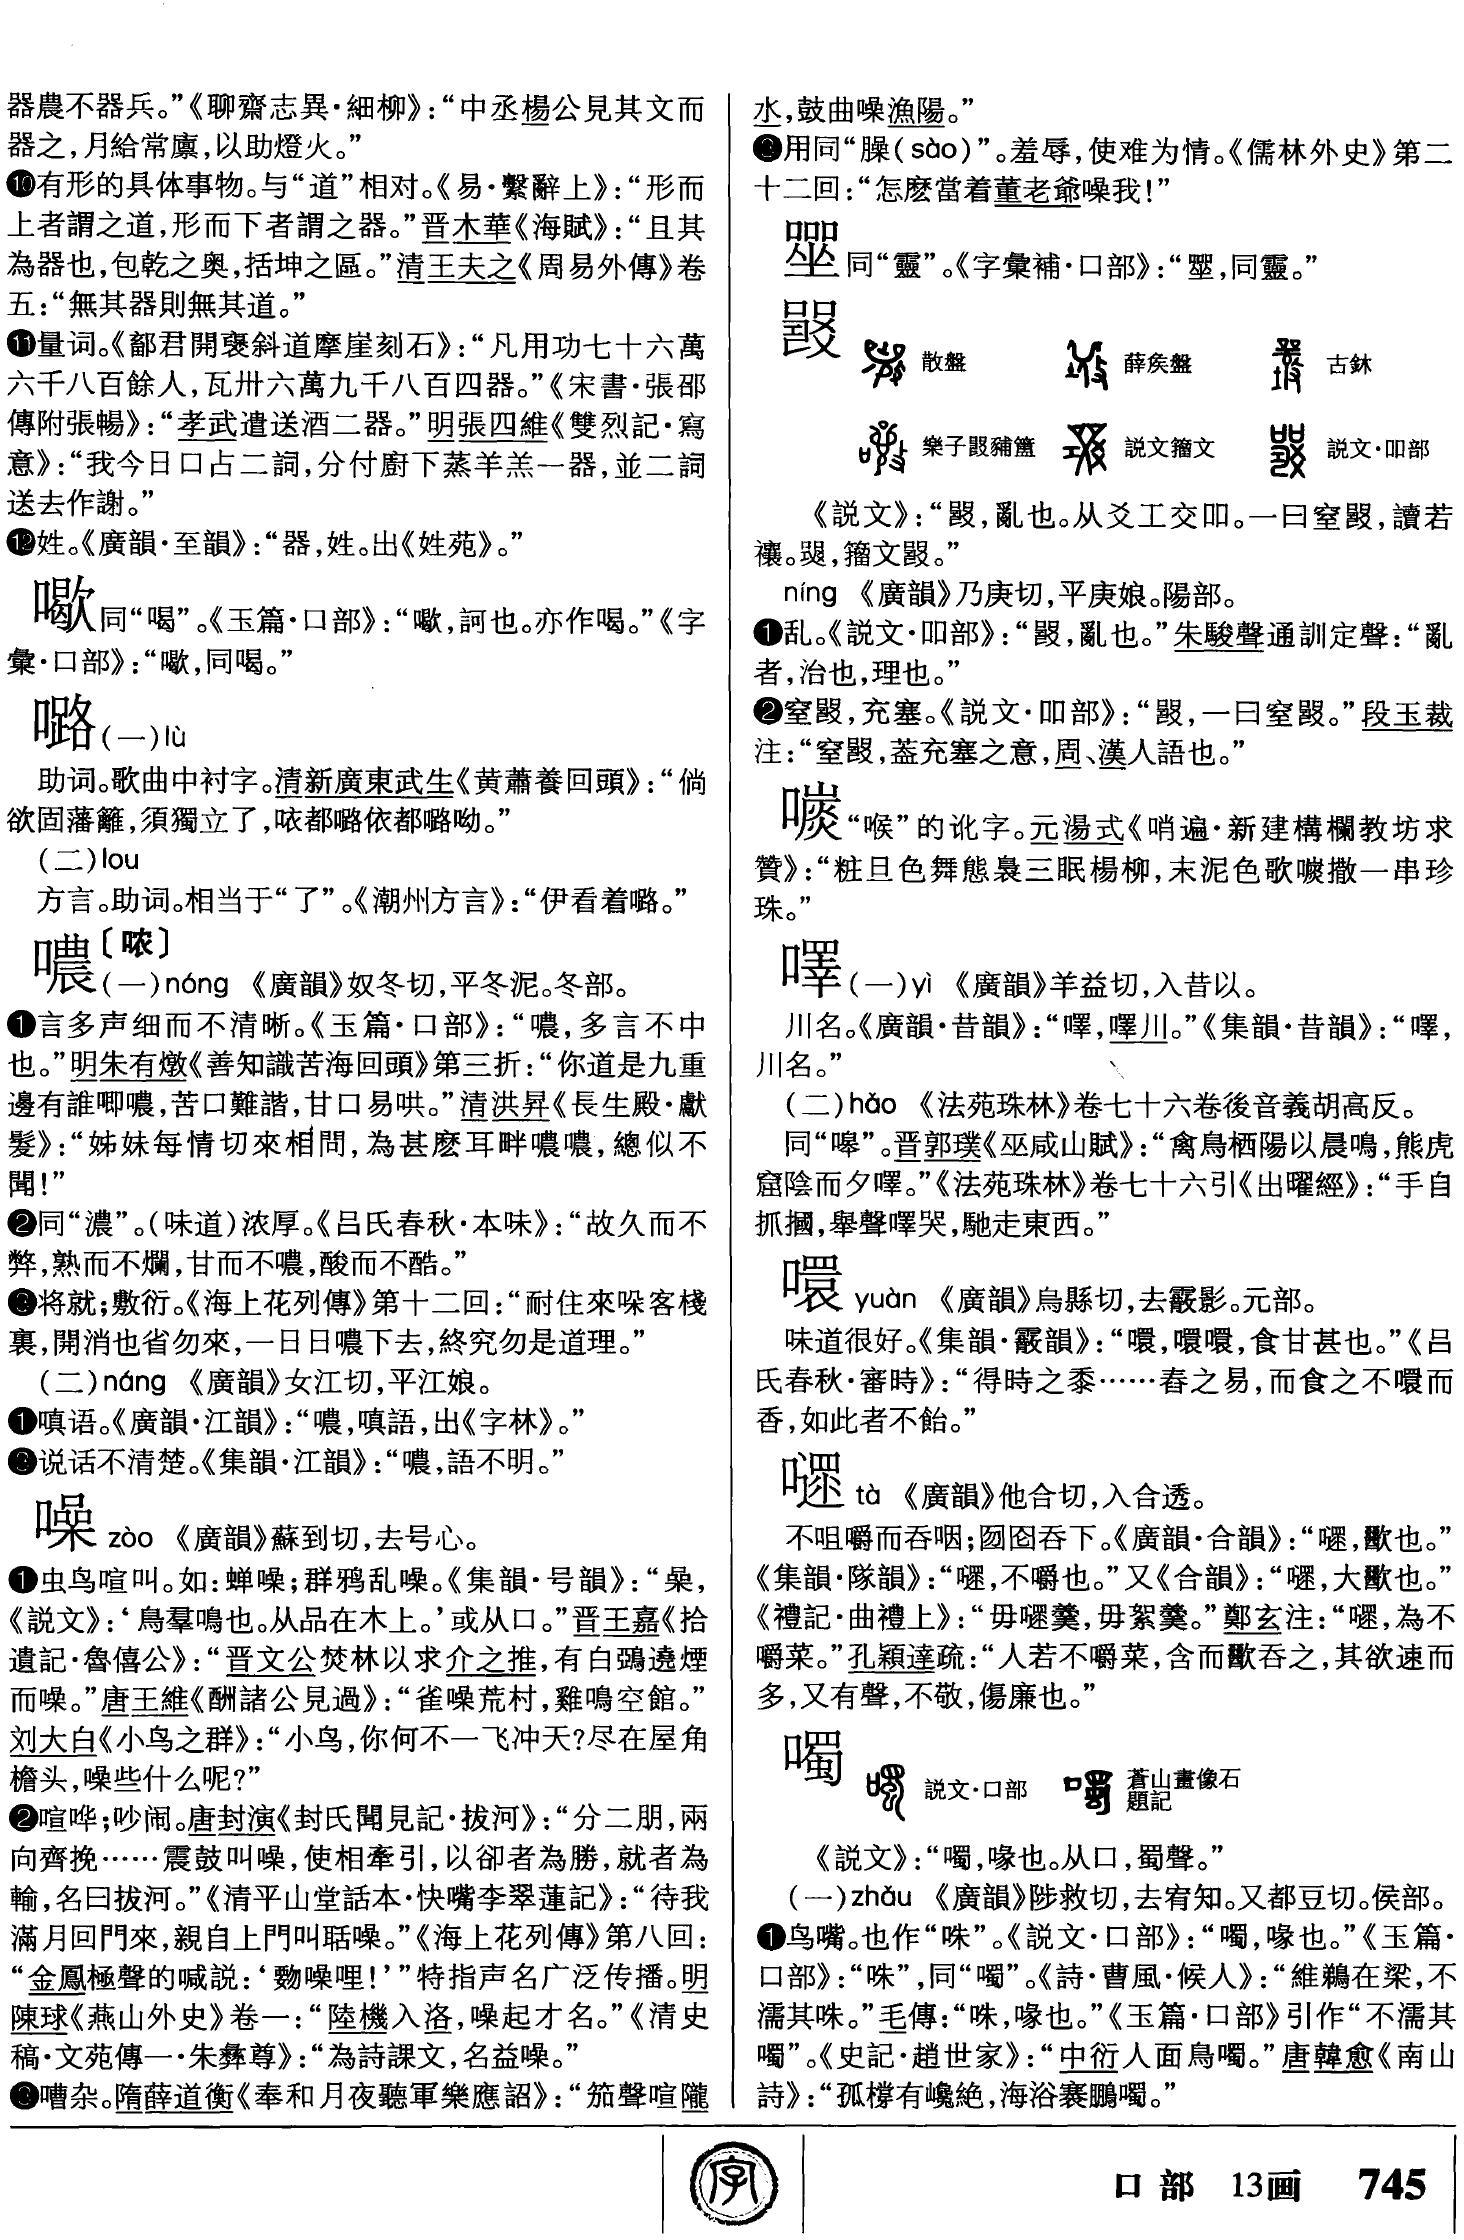 器農不器兵。”《聊齋志異·細柳》：“中丞楊公見其文而
器之，月給常廪，以助燈火。”
❿有形的具体事物。与“道”相对。《易·繫辭上》：“形而
上者謂之道，形而下者謂之器。”晋木華《海賦》：“且其
為器也，包乾之奥，括坤之區。”清王夫之《周易外傳》卷
五：“無其器則無其道。”
⓫量词。《鄐君開褒斜道摩崖刻石》：“凡用功七十六萬
六千八百餘人，瓦卅六萬九千八百四器。”《宋書·張邵
傳附張暢》：“孝武遣送酒二器。”明張四維《雙烈記·寫
意》：“我今日口占二詞，分付廚下蒸羊羔一器，並二詞
送去作謝。”
⓬姓。《廣韻·至韻》：“器，姓。出《姓苑》。”
㰤同“喝”。《玉篇·口部》：“㰤，訶也。亦作喝。”《字
彙·口部》：“㰤，同喝。”
㗉(一)lù
助词。歌曲中衬字。清新廣東武生《黄蕭養回頭》：“倘
欲固藩籬，須獨立了，咴都㗉依都㗉呦。”
(二)lou
方言。助词。相当于“了”。《潮州方言》：“伊看着㗉。”
噥〔哝〕
(一)nóng 《廣韻》奴冬切，平冬泥。冬部。
❶言多声细而不清晰。《玉篇·口部》：“噥，多言不中
也。”明朱有燉《善知識苦海回頭》第三折：“你道是九重
邊有誰唧噥，苦口難諧，甘口易哄。”清洪昇《長生殿·獻
髮》：“姊妹每情切來相問，為甚麽耳畔噥噥，總似不
聞！”
❷同“濃”。(味道)浓厚。《吕氏春秋·本味》：“故久而不
弊，熟而不爛，甘而不噥，酸而不酷。”
❸将就；敷衍。《海上花列傳》第十二回：“耐住來哚客棧
裏，開消也省勿來，一日日噥下去，終究勿是道理。”
(二)náng 《廣韻》女江切，平江娘。
❶嗔语。《廣韻·江韻》：“噥，嗔語，出《字林》。”
❸说话不清楚。《集韻·江韻》：“噥，語不明。”
噪 zòo 《廣韻》蘇到切，去号心。
❶虫鸟喧叫。如：蝉噪；群鸦乱噪。《集韻·号韻》：“喿，
《説文》：‘鳥羣鳴也。从品在木上。’或从口。”晋王嘉《拾
遺記·魯僖公》：“晋文公焚林以求介之推，有白鵶遶煙
而噪。”唐王維《酬諸公見過》：“雀噪荒村，雞鳴空館。”
刘大白《小鸟之群》：“小鸟，你何不一飞冲天?尽在屋角
檐头，噪些什么呢?”
❷喧哗；吵闹。唐封演《封氏聞見記·拔河》：“分二朋，兩
向齊挽……震鼓叫噪，使相牽引，以卻者為勝，就者為
輸，名曰拔河。”《清平山堂話本·快嘴李翠蓮記》：“待我
滿月回門來，親自上門叫聒噪。”《海上花列傳》第八回：
“金鳳極聲的喊説：‘覅噪哩！’”特指声名广泛传播。明
陳球《燕山外史》卷一：“陸機入洛，噪起才名。”《清史
稿·文苑傳一·朱彝尊》：“為詩課文，名益噪。”
❸嘈杂。隋薛道衡《奉和月夜聽軍樂應詔》：“笳聲喧隴
水，鼓曲噪漁陽。”
❸用同“臊(sào)”。羞辱，使难为情。《儒林外史》第二
十二回：“怎麽當着董老爺噪我！”
㘳同“靈”。《字彙補·口部》：“㘳，同靈。”
㗲
散盤 薛矦盤 古鉥
樂子㗲豧簠 説文籀文 説文·吅部
《説文》：“㗲，亂也。从爻工交吅。一曰窒㗲，讀若
禳。𠾂，籀文㗲。”
níng 《廣韻》乃庚切，平庚娘。陽部。
❶乱。《説文·吅部》：“㗲，亂也。”朱駿聲通訓定聲：“亂
者，治也，理也。”
❷窒㗲，充塞。《説文·吅部》：“㗲，一曰窒㗲。”段玉裁
注：“窒㗲，葢充塞之意，周、漢人語也。”
“喉”的讹字。元湯式《哨遍·新建構欄教坊求
贊》：“粧旦色舞態裊三眠楊柳，末泥色歌喉撒一串珍
珠。”
㘁(一)yì 《廣韻》羊益切，入昔以。
川名。《廣韻·昔韻》：“㘁，㘁川。”《集韻·昔韻》：“㘁，
川名。”
(二)háo 《法苑珠林》卷七十六卷後音義胡高反。
同“嗥”。晋郭璞《巫咸山賦》：“禽鳥栖陽以晨鳴，熊虎
窟陰而夕㘁。”《法苑珠林》卷七十六引《出曜經》：“手自
抓摑，舉聲㘁哭，馳走東西。”
噮 yuàn 《廣韻》烏縣切，去霰影。元部。
味道很好。《集韻·霰韻》：“噮，噮噮，食甘甚也。”《吕
氏春秋·審時》：“得時之黍……舂之易，而食之不噮而
香，如此者不飴。”
嚃 tà 《廣韻》他合切，入合透。
不咀嚼而吞咽；囫囵吞下。《廣韻·合韻》：“嚃，歠也。”
《集韻·隊韻》：“嚃，不嚼也。”又《合韻》：“嚃，大歠也。”
《禮記·曲禮上》：“毋嚃羹，毋絮羹。”鄭玄注：“嚃，為不
嚼菜。”孔穎達疏：“人若不嚼菜，含而歠吞之，其欲速而
多，又有聲，不敬，傷廉也。”
噣
説文·口部 蒼山畫像石
題記
《説文》：“噣，喙也。从口，蜀聲。”
(一)zhǎu 《廣韻》陟救切，去宥知。又都豆切。侯部。
❶鸟嘴。也作“咮”。《説文·口部》：“噣，喙也。”《玉篇·
口部》：“咮”，同“噣”。《詩·曹風·候人》：“維鵜在梁，不
濡其咮。”毛傳：“咮，喙也。”《玉篇·口部》引作“不濡其
噣”。《史記·趙世家》：“中衍人面鳥噣。”唐韓愈《南山
詩》：“孤撐有巉絶，海浴褰鵬噣。”
字
口部 13画 745